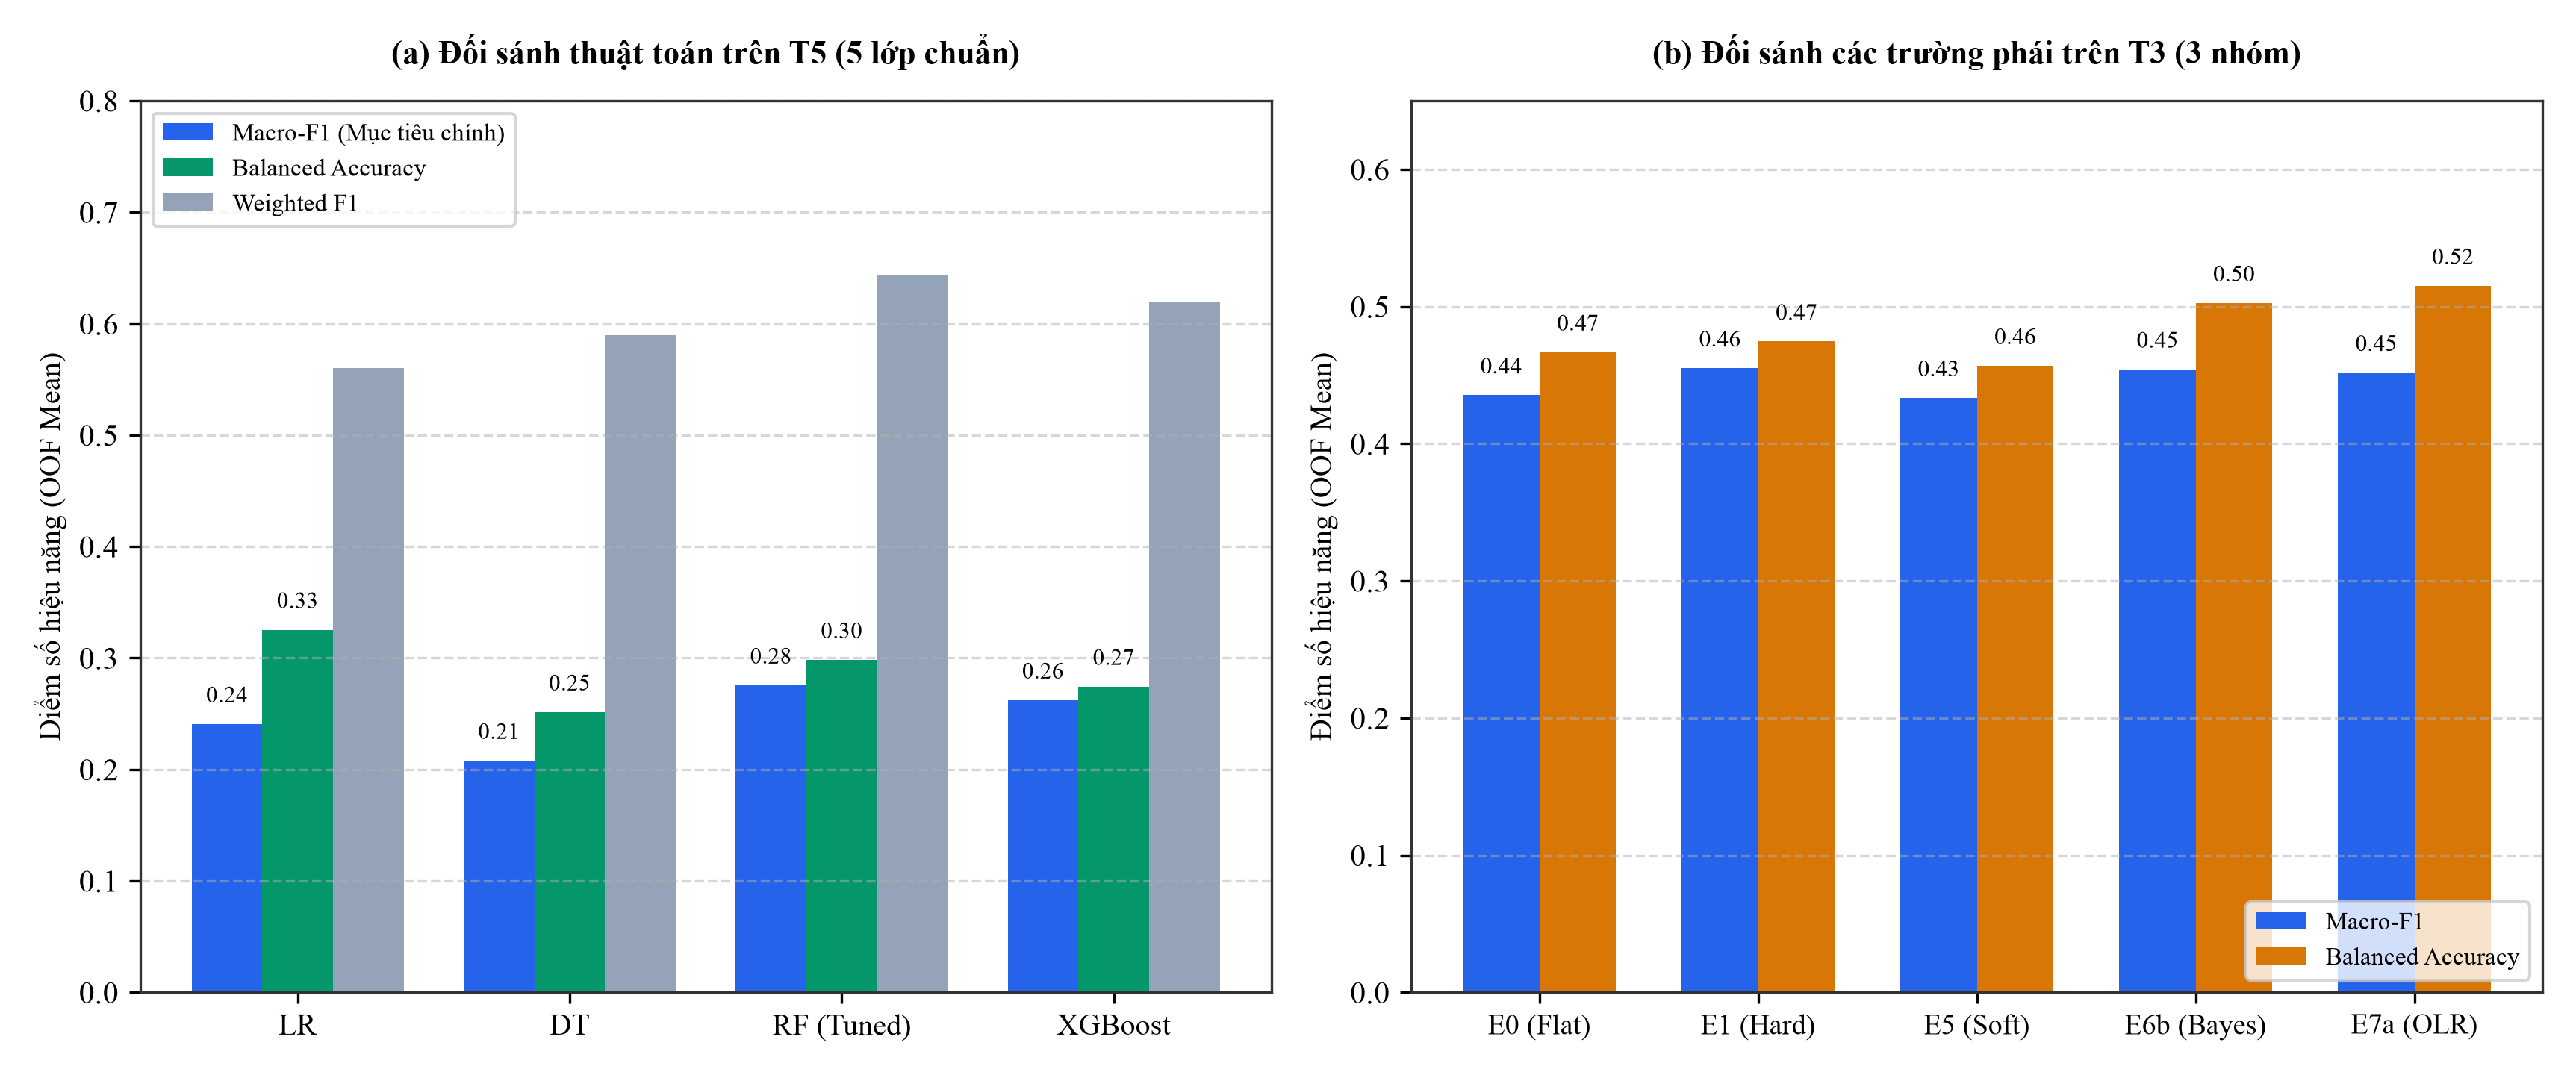 (a) Đối sánh thuật toán trên T5 (5 lớp chuẩn)
Điểm số hiệu năng (OOF Mean)
0.8
0.7
0.6
0.5
0.4
0.3
0.2
0.1
0.0
Macro-F1 (Mục tiêu chính)
Balanced Accuracy
Weighted F1
0.24
0.33
0.21
0.25
0.28
0.30
0.26
0.27
LR
DT
RF (Tuned)
XGBoost
(b) Đối sánh các trường phái trên T3 (3 nhóm)
Điểm số hiệu năng (OOF Mean)
0.6
0.5
0.4
0.3
0.2
0.1
0.0
0.44
0.47
0.46
0.47
0.43
0.46
0.45
0.50
0.45
0.52
Macro-F1
Balanced Accuracy
E0 (Flat)
E1 (Hard)
E5 (Soft)
E6b (Bayes)
E7a (OLR)